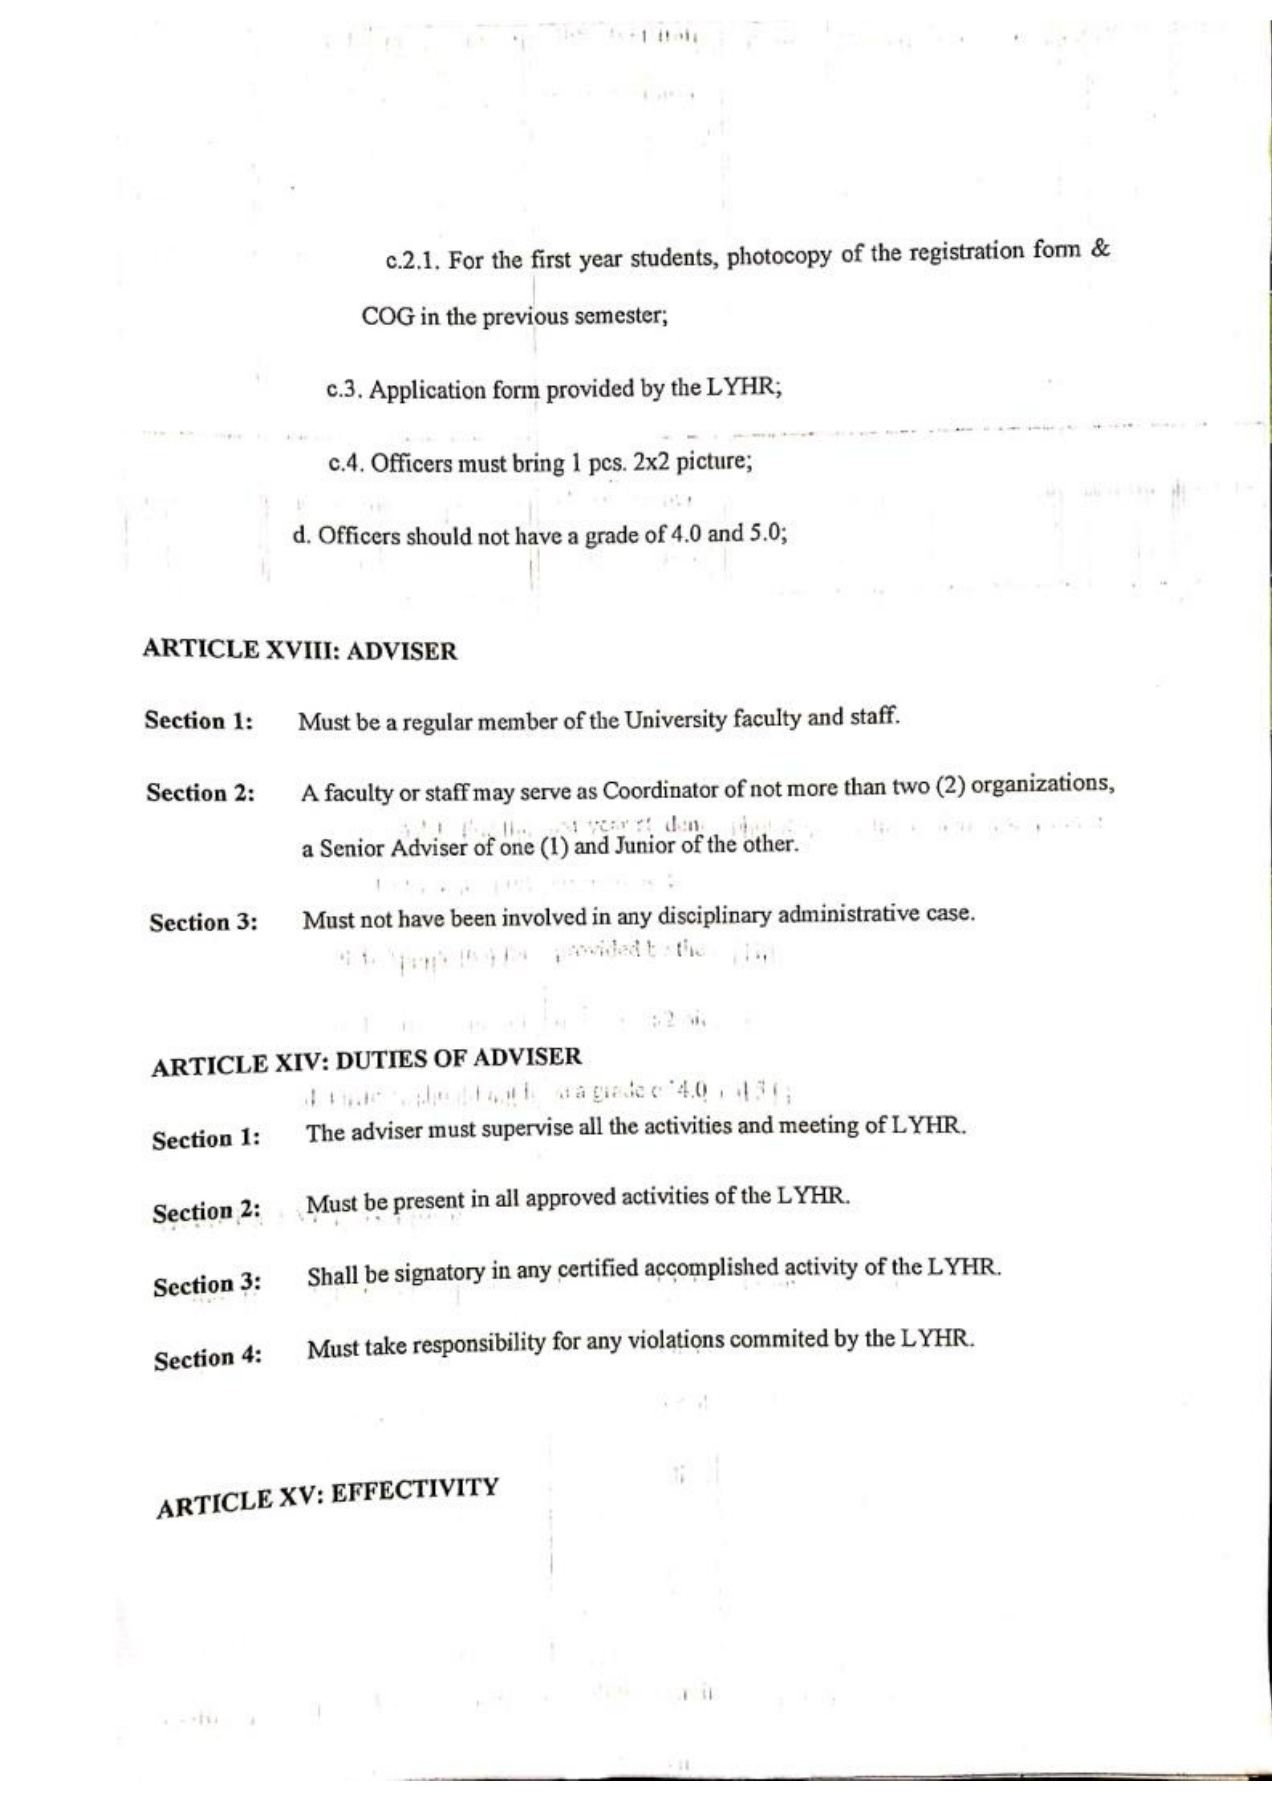 c.2.1. For the first year students, photocopy of the registration form &
COG in the previous semester;
c.3. Application form provided by the LYHR;
c.4. Officers must bring 1 pcs. 2x2 picture;
d. Officers should not have a grade of 4.0 and 5.0;
ARTICLE XVIII: ADVISER
Section 1: Must be a regular member of the University faculty and staff.
Section 2: A faculty or staff may serve as Coordinator of not more than two (2) organizations,
a Senior Adviser of one (1) and Junior of the other.
Section 3: Must not have been involved in any disciplinary administrative case.
ARTICLE XIV: DUTIES OF ADVISER
Section 1: The adviser must supervise all the activities and meeting of LYHR.
Section 2: Must be present in all approved activities of the LYHR.
Section 3: Shall be signatory in any certified accomplished activity of the LYHR.
Section 4: Must take responsibility for any violations commited by the LYHR.
ARTICLE XV: EFFECTIVITY